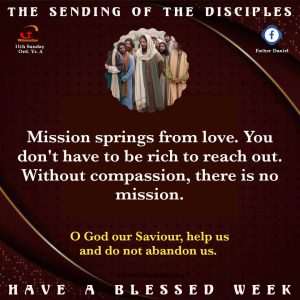 THE SENDING OF THE DISCIPLES
11th Sunday
Ord. Yr. A
Esther Daniel
Mission springs from love. You
don't have to be rich to reach out.
Without compassion, there is no
mission.
O God our Saviour, help us
and do not abandon us.
HAVE A BLESSED WEEK